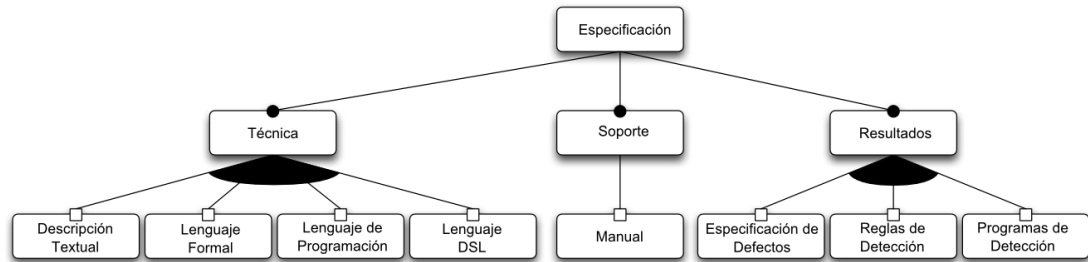 Especificación
Técnica
Soporte
Resultados
Descripción
Textual
Lenguaje
Formal
Lenguaje de
Programación
Lenguaje
DSL
Manual
Especificación de
Defectos
Reglas de
Detección
Programas de
Detección